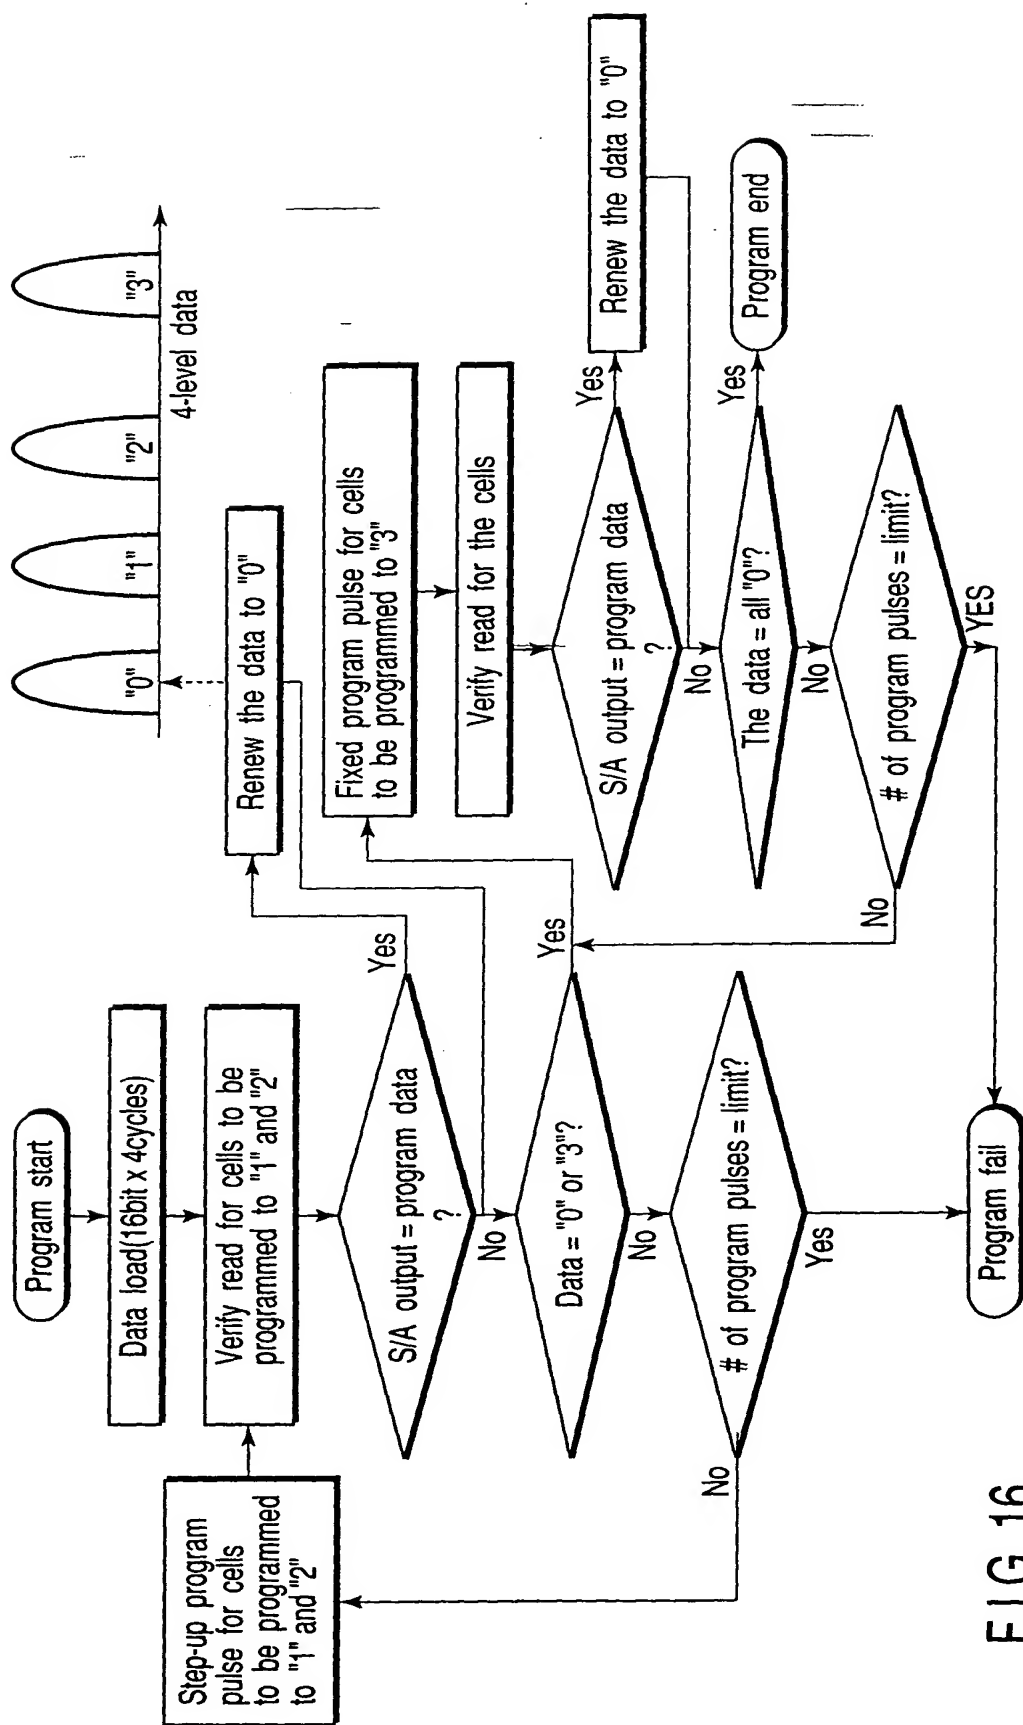 Program start
Data load(16bit x 4cycles)
Verify read for cells to be
programmed to "1" and "2"
Step-up program
pulse for cells
to be programmed
to "1" and "2"
S/A output = program data
?
Yes
No
Renew the data to "0"
"0"
"1"
"2"
"3"
4-level data
Data = "0" or "3"?
Yes
No
# of program pulses = limit?
No
Yes
Program fail
Fixed program pulse for cells
to be programmed to "3"
Verify read for the cells
S/A output = program data
?
Yes
No
Renew the data to "0"
The data = all "0"?
Yes
No
Program end
# of program pulses = limit?
No
YES
FIG. 16